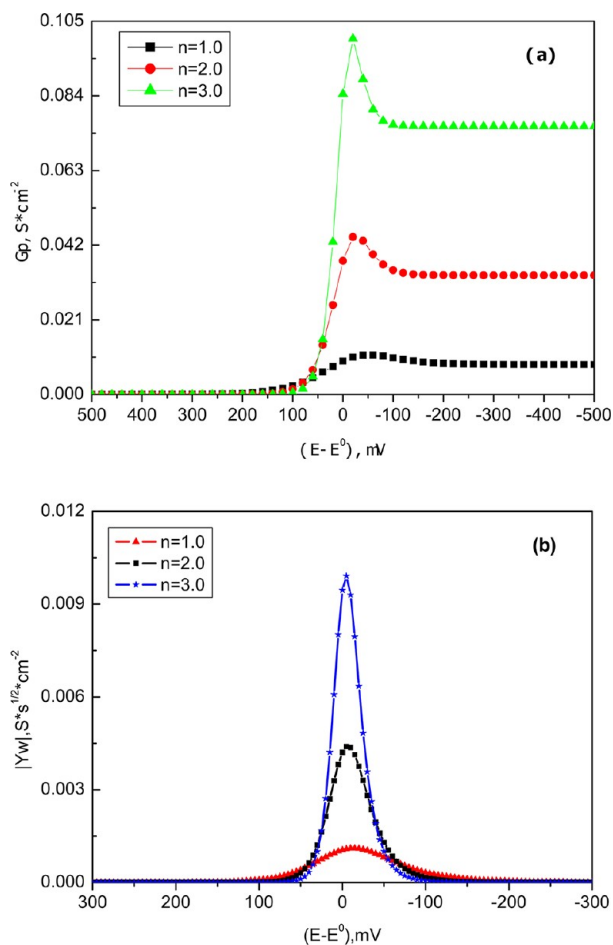 0.105
n=1.0
(a)
n=2.0
0.084
n=3.0
0.063
Gp, S*cm-2
0.042
0.021
0.000
500 400 300 200 100 0 -100 -200 -300 -400 -500
(E-E0), mV
0.012
n=1.0
(b)
n=2.0
n=3.0
0.009
|Yw|,S*s1/2*cm-2
0.006
0.003
0.000
300 200 100 0 -100 -200 -300
(E-E0),mV